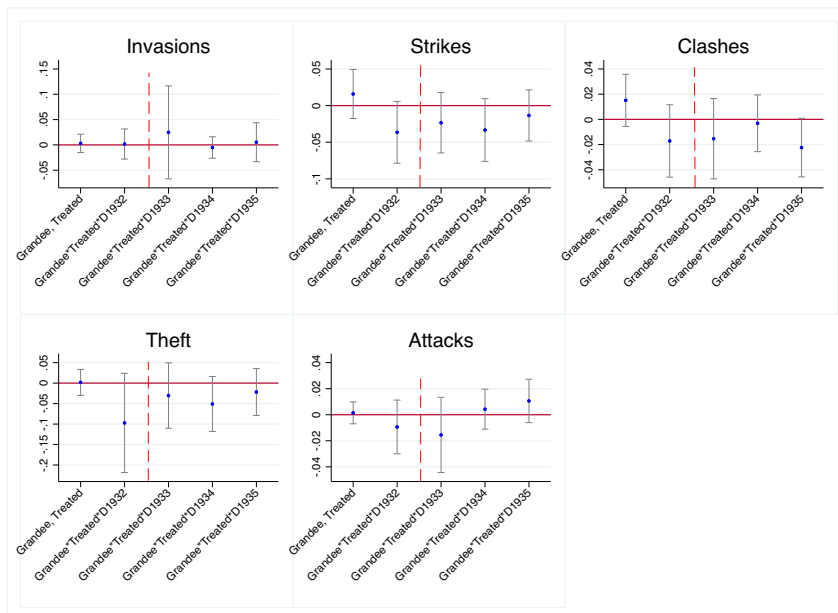 Invasions
.15
.1
.05
0
-.05
Grandee, Treated
Grandee*Treated*D1932
Grandee*Treated*D1933
Grandee*Treated*D1934
Grandee*Treated*D1935
Strikes
.05
0
-.05
-.1
Grandee, Treated
Grandee*Treated*D1932
Grandee*Treated*D1933
Grandee*Treated*D1934
Grandee*Treated*D1935
Clashes
.04
.02
0
-.02
-.04
Grandee, Treated
Grandee*Treated*D1932
Grandee*Treated*D1933
Grandee*Treated*D1934
Grandee*Treated*D1935
Theft
.05
0
-.05
-.1
-.15
-.2
Grandee, Treated
Grandee*Treated*D1932
Grandee*Treated*D1933
Grandee*Treated*D1934
Grandee*Treated*D1935
Attacks
.04
.02
0
-.02
-.04
Grandee, Treated
Grandee*Treated*D1932
Grandee*Treated*D1933
Grandee*Treated*D1934
Grandee*Treated*D1935